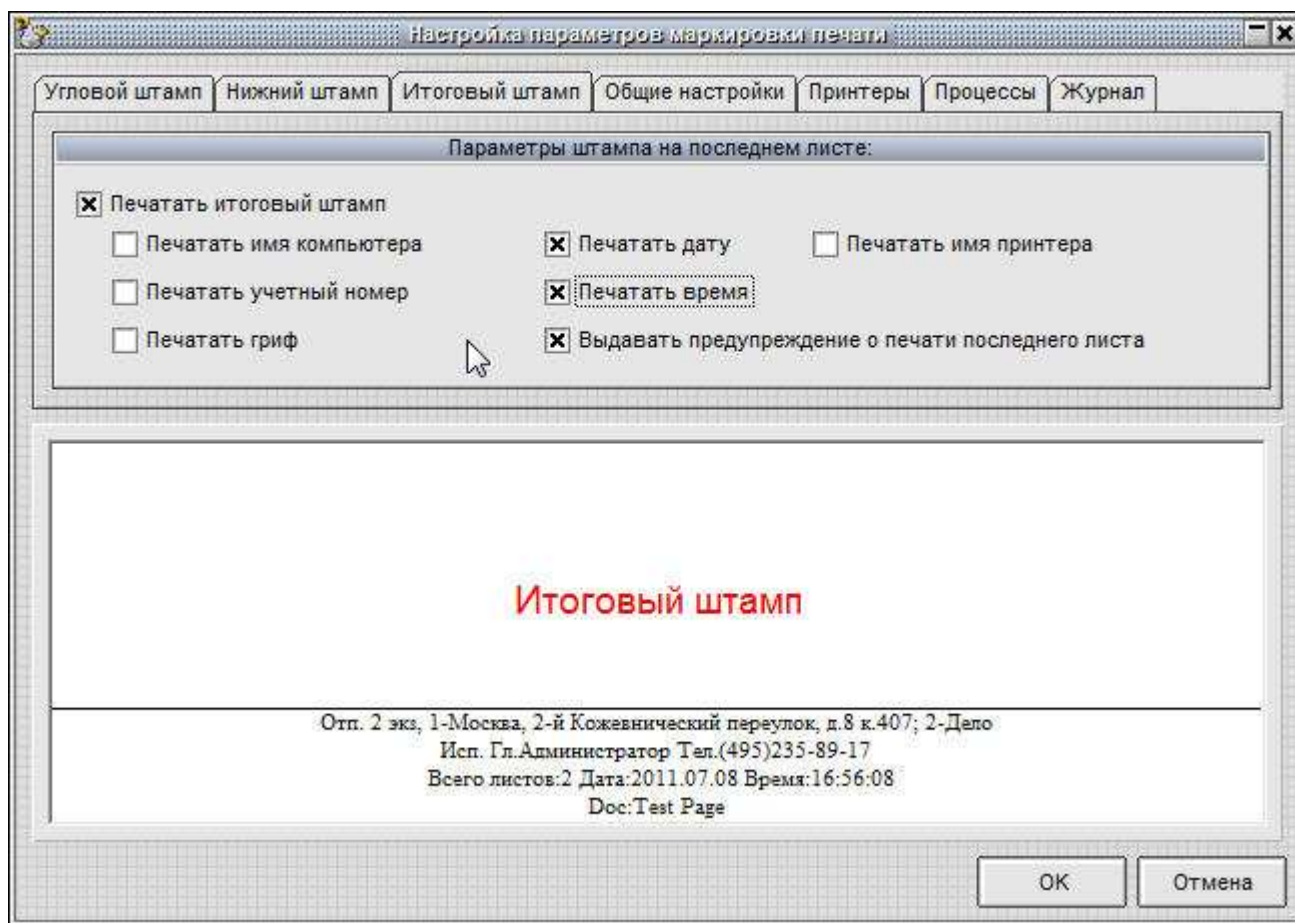 Настройка параметров маркировки печати
Угловой штамп Нижний штамп Итоговый штамп Общие настройки Принтеры Процессы Журнал
Параметры штампа на последнем листе:
Печатать итоговый штамп
Печатать имя компьютера Печатать дату Печатать имя принтера
Печатать учетный номер Печатать время
Печатать гриф Выдавать предупреждение о печати последнего листа
Итоговый штамп
Отп. 2 экз, 1-Москва, 2-й Кожевнический переулок, д.8 к.407; 2-Дело
Исп. Гл.Администратор Тел.(495)235-89-17
Всего листов:2 Дата:2011.07.08 Время:16:56:08
Doc:Test Page
OK Отмена